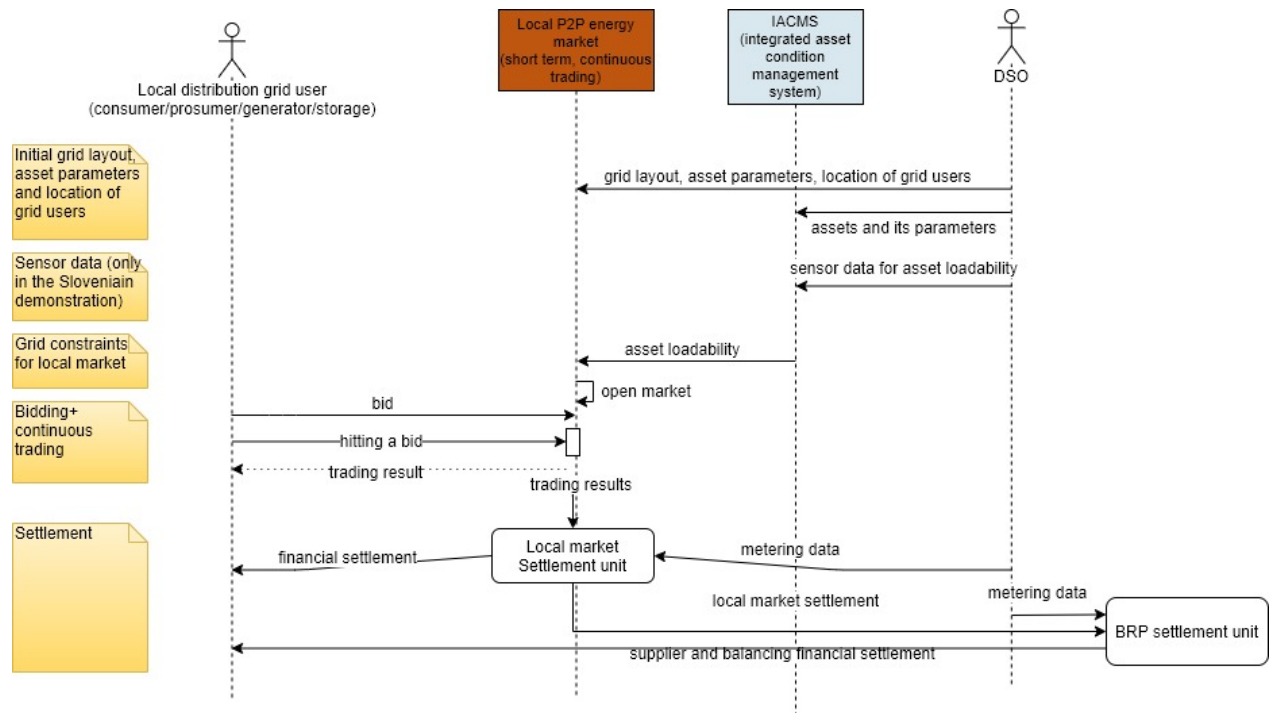 Local P2P energy
market
(short term, continuous
trading)
IACMS
(integrated asset
condition
management
system)
DSO
Local distribution grid user
(consumer/prosumer/generator/storage)
Initial grid layout,
asset parameters
and location of
grid users
grid layout, asset parameters, location of grid users
assets and its parameters
Sensor data (only
in the Sloveniain
demonstration)
sensor data for asset loadability
Grid constraints
for local market
asset loadability
open market
Bidding+
continuous
trading
bid
hitting a bid
trading result
trading results
Settlement
Local market
Settlement unit
financial settlement
metering data
local market settlement
metering data
BRP settlement unit
supplier and balancing financial settlement